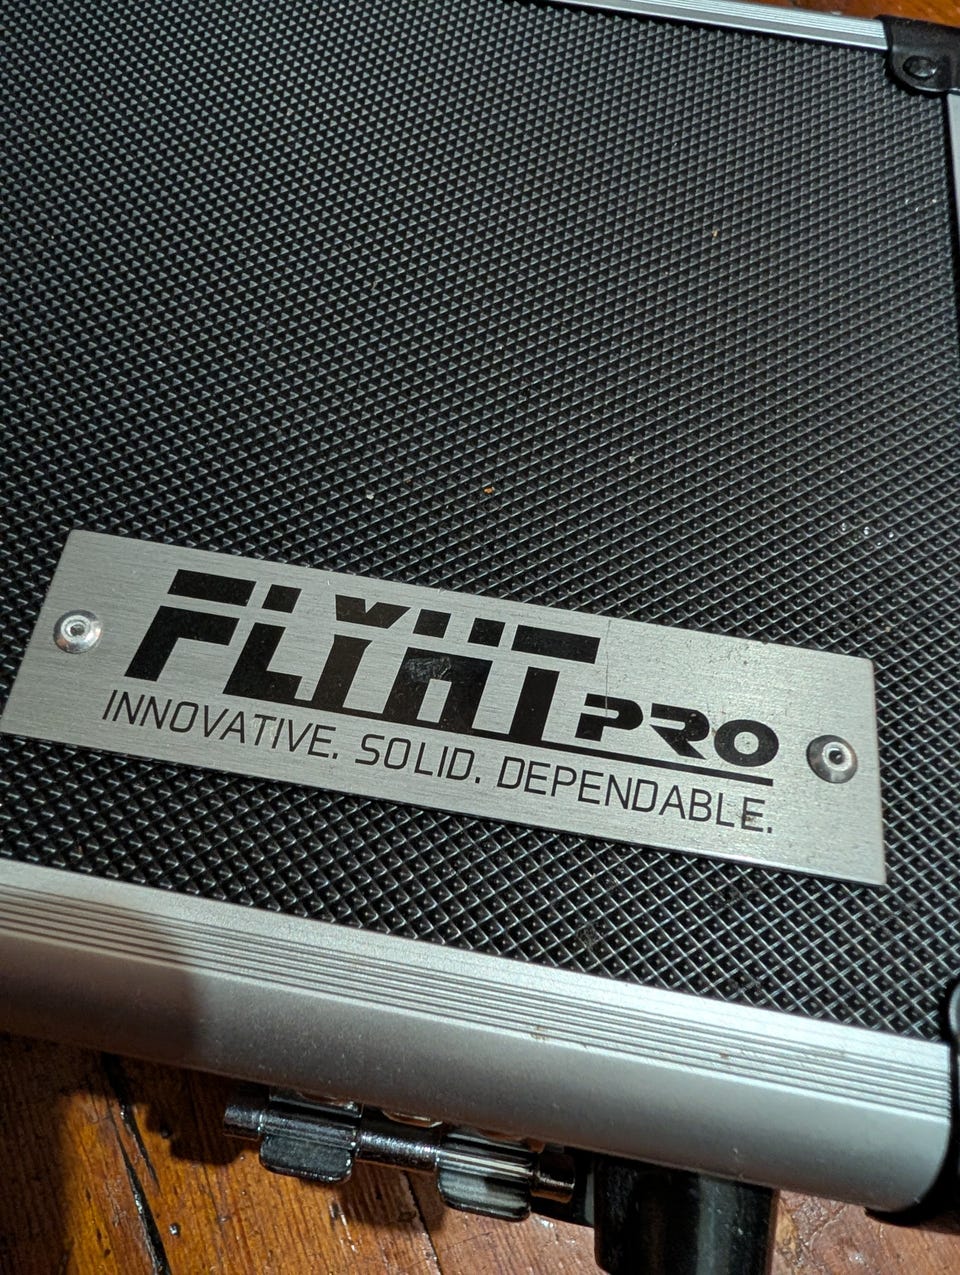 FLYHT PRO
INNOVATIVE. SOLID. DEPENDABLE.